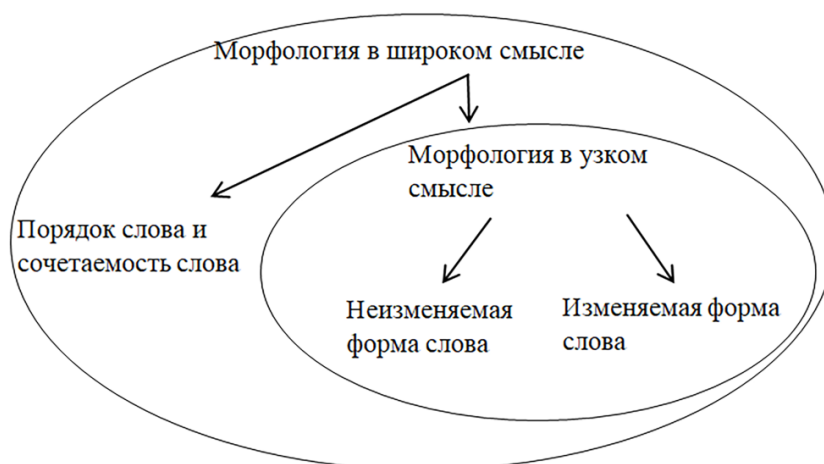 Морфология в широком смысле
Морфология в узком
смысле
Порядок слова и
сочетаемость слова
Неизменяемая
форма слова
Изменяемая форма
слова